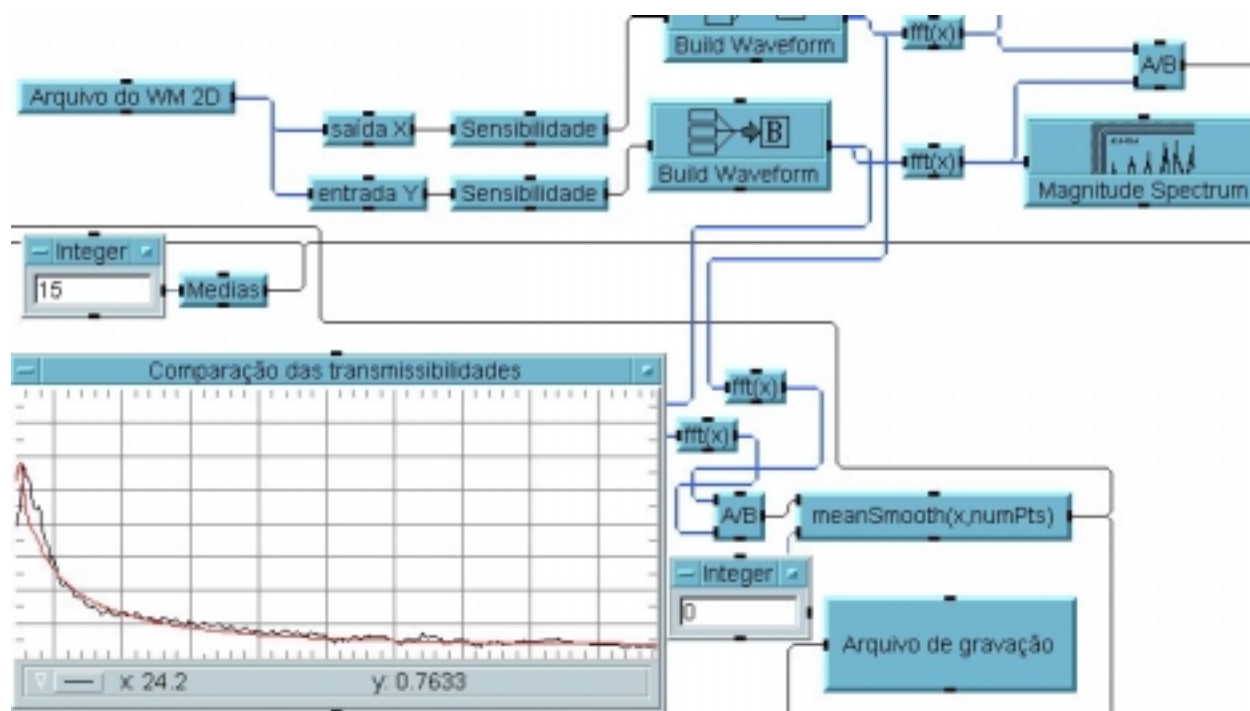 Build Waveform
fft(x)
A/B
Arquivo do WM 2D
saída X
Sensibilidade
B
Build Waveform
fft(x)
Magnitude Spectrum
entrada Y
Sensibilidade
Integer
15
Medias
Comparação das transmissibilidades
fft(x)
fft(x)
A/B
meanSmooth(x,numPts)
Integer
0
Arquivo de gravação
x: 24.2
y: 0.7633